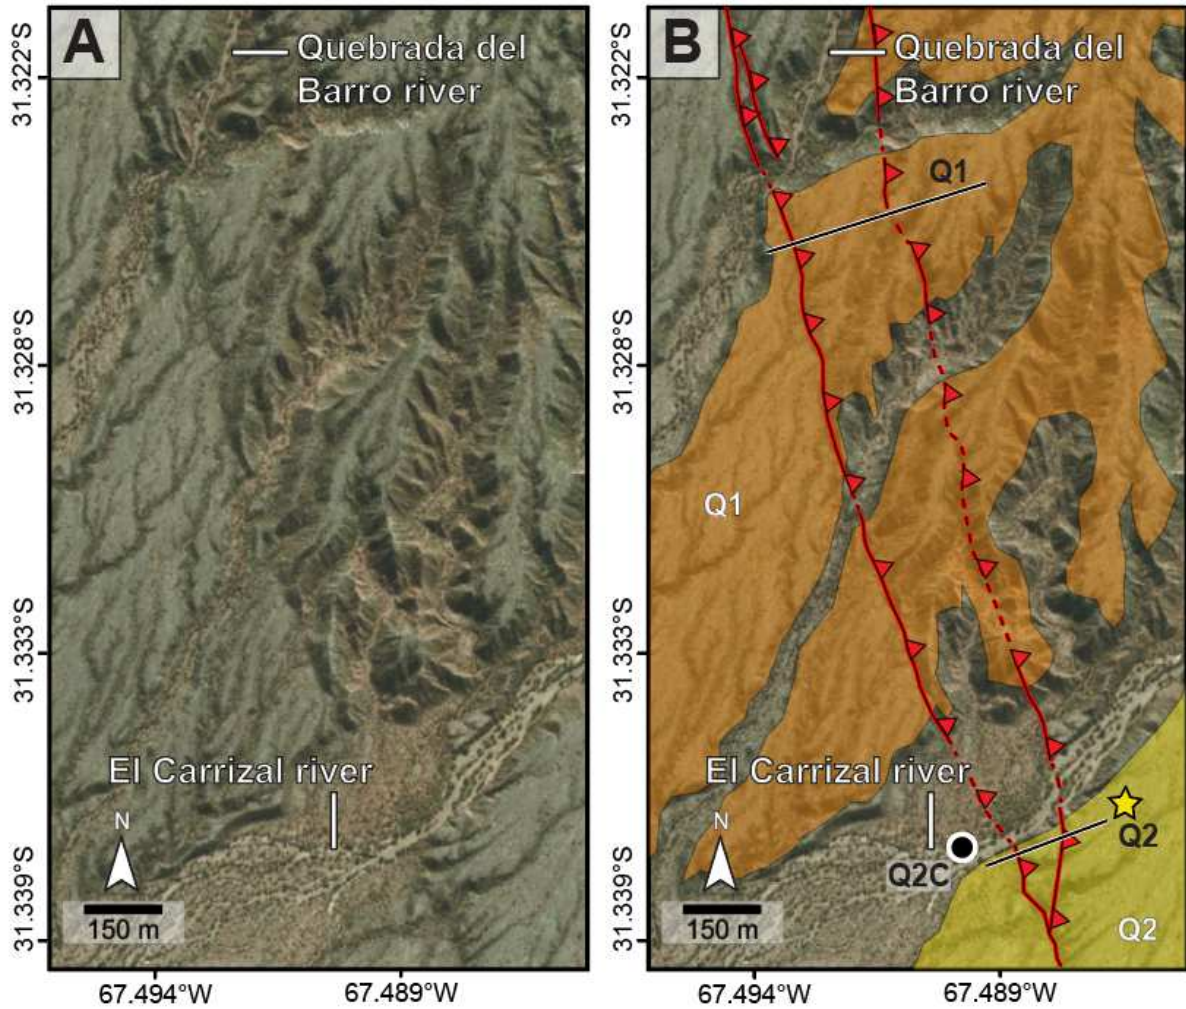 A
Quebrada del
Barro river
El Carrizal river
N
150 m
31.322°S
31.328°S
31.333°S
31.339°S
67.494°W
67.489°W
B
Quebrada del
Barro river
Q1
Q1
El Carrizal river
Q2C
Q2
Q2
N
150 m
31.322°S
31.328°S
31.333°S
31.339°S
67.494°W
67.489°W